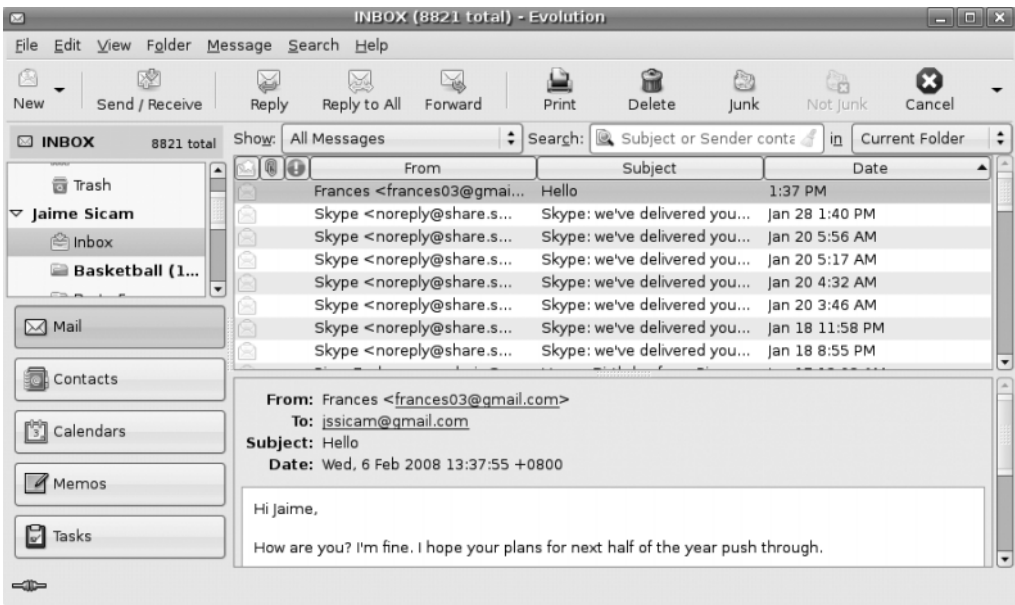 INBOX (8821 total) - Evolution
File Edit View Folder Message Search Help
New Send / Receive Reply Reply to All Forward Print Delete Junk Not Junk Cancel
INBOX 8821 total
Show: All Messages Search: Subject or Sender conta in Current Folder
Trash
Jaime Sicam
Inbox
Basketball (1...
Mail
Contacts
Calendars
Memos
Tasks
From Subject Date
Frances <frances03@gmai... Hello 1:37 PM
Skype <noreply@share.s... Skype: we've delivered you... Jan 28 1:40 PM
Skype <noreply@share.s... Skype: we've delivered you... Jan 20 5:56 AM
Skype <noreply@share.s... Skype: we've delivered you... Jan 20 5:17 AM
Skype <noreply@share.s... Skype: we've delivered you... Jan 20 4:32 AM
Skype <noreply@share.s... Skype: we've delivered you... Jan 20 3:46 AM
Skype <noreply@share.s... Skype: we've delivered you... Jan 18 11:58 PM
Skype <noreply@share.s... Skype: we've delivered you... Jan 18 8:55 PM
From: Frances <frances03@gmail.com>
To: jssicam@gmail.com
Subject: Hello
Date: Wed, 6 Feb 2008 13:37:55 +0800
Hi Jaime,
How are you? I'm fine. I hope your plans for next half of the year push through.